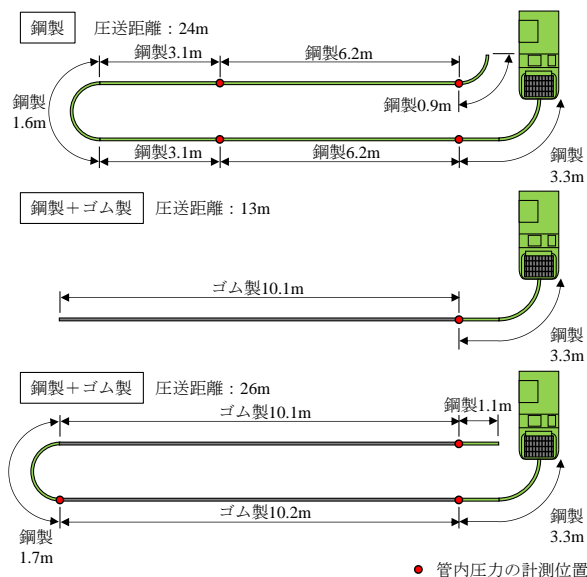 鋼製 圧送距離：24m
鋼製3.1m 鋼製6.2m
鋼製
1.6m
鋼製0.9m
鋼製3.1m 鋼製6.2m
鋼製
3.3m
鋼製＋ゴム製 圧送距離：13m
ゴム製10.1m
鋼製
3.3m
鋼製＋ゴム製 圧送距離：26m
ゴム製10.1m 鋼製1.1m
ゴム製10.2m
鋼製
1.7m
鋼製
3.3m
管内圧力の計測位置